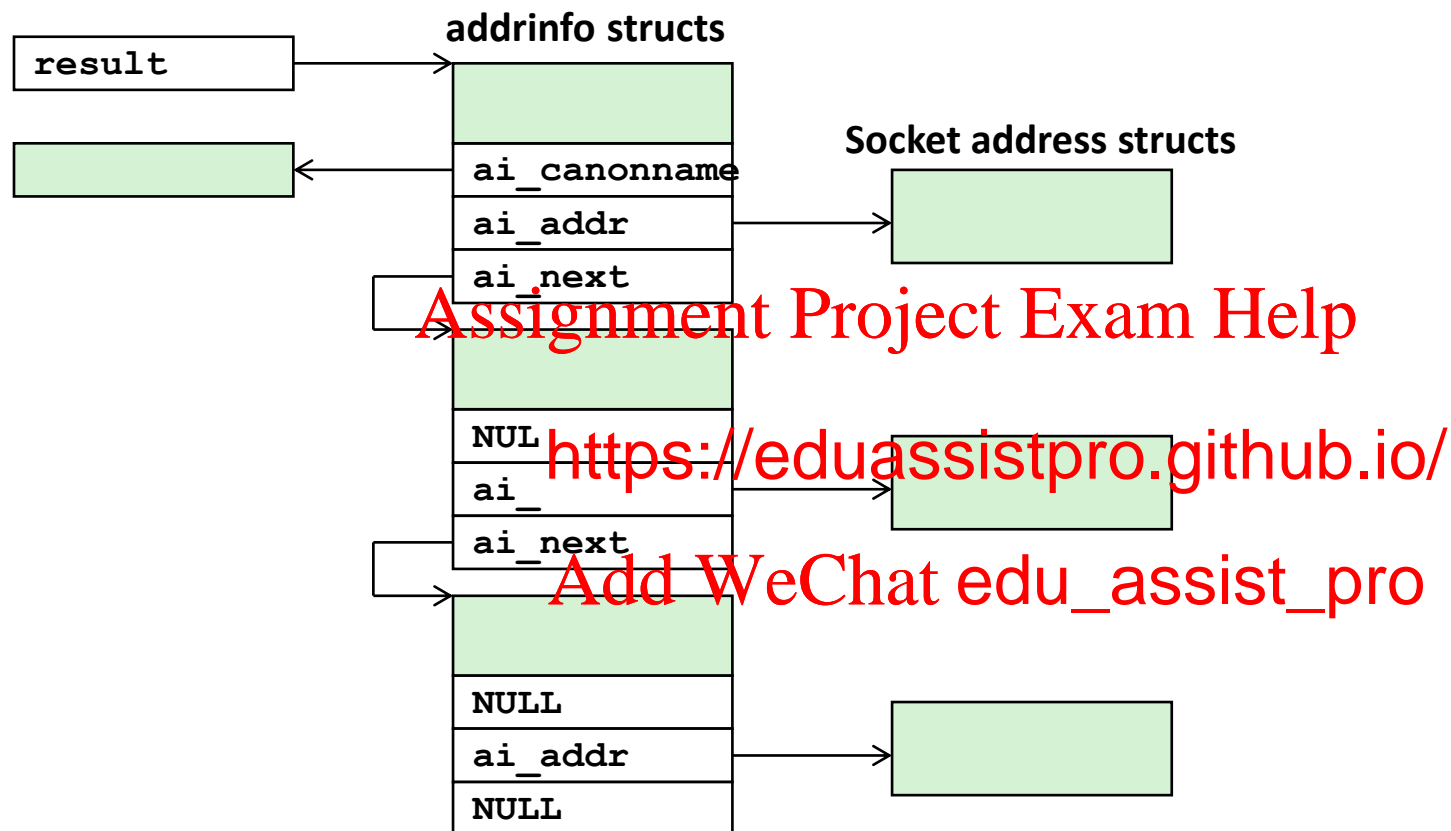 addrinfo structs
result
Socket address structs
ai_canonname
ai_addr
ai_next
Assignment Project Exam Help
NUL
https://eduassistpro.github.io/
ai_
ai_next
Add WeChat edu_assist_pro
NULL
ai_addr
NULL